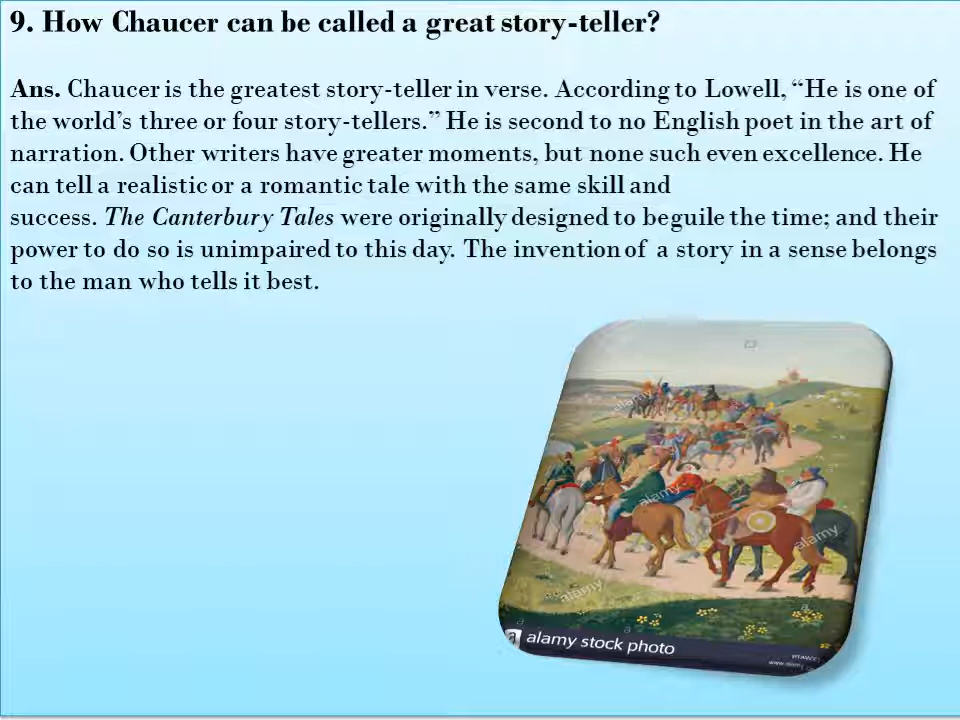 9. How Chaucer can be called a great story-teller?
Ans. Chaucer is the greatest story-teller in verse. According to Lowell, “He is one of
the world’s three or four story-tellers.” He is second to no English poet in the art of
narration. Other writers have greater moments, but none such even excellence. He
can tell a realistic or a romantic tale with the same skill and
success. The Canterbury Tales were originally designed to beguile the time; and their
power to do so is unimpaired to this day. The invention of a story in a sense belongs
to the man who tells it best.
alamy
alamy
alamy
alamy
a alamy stock photo